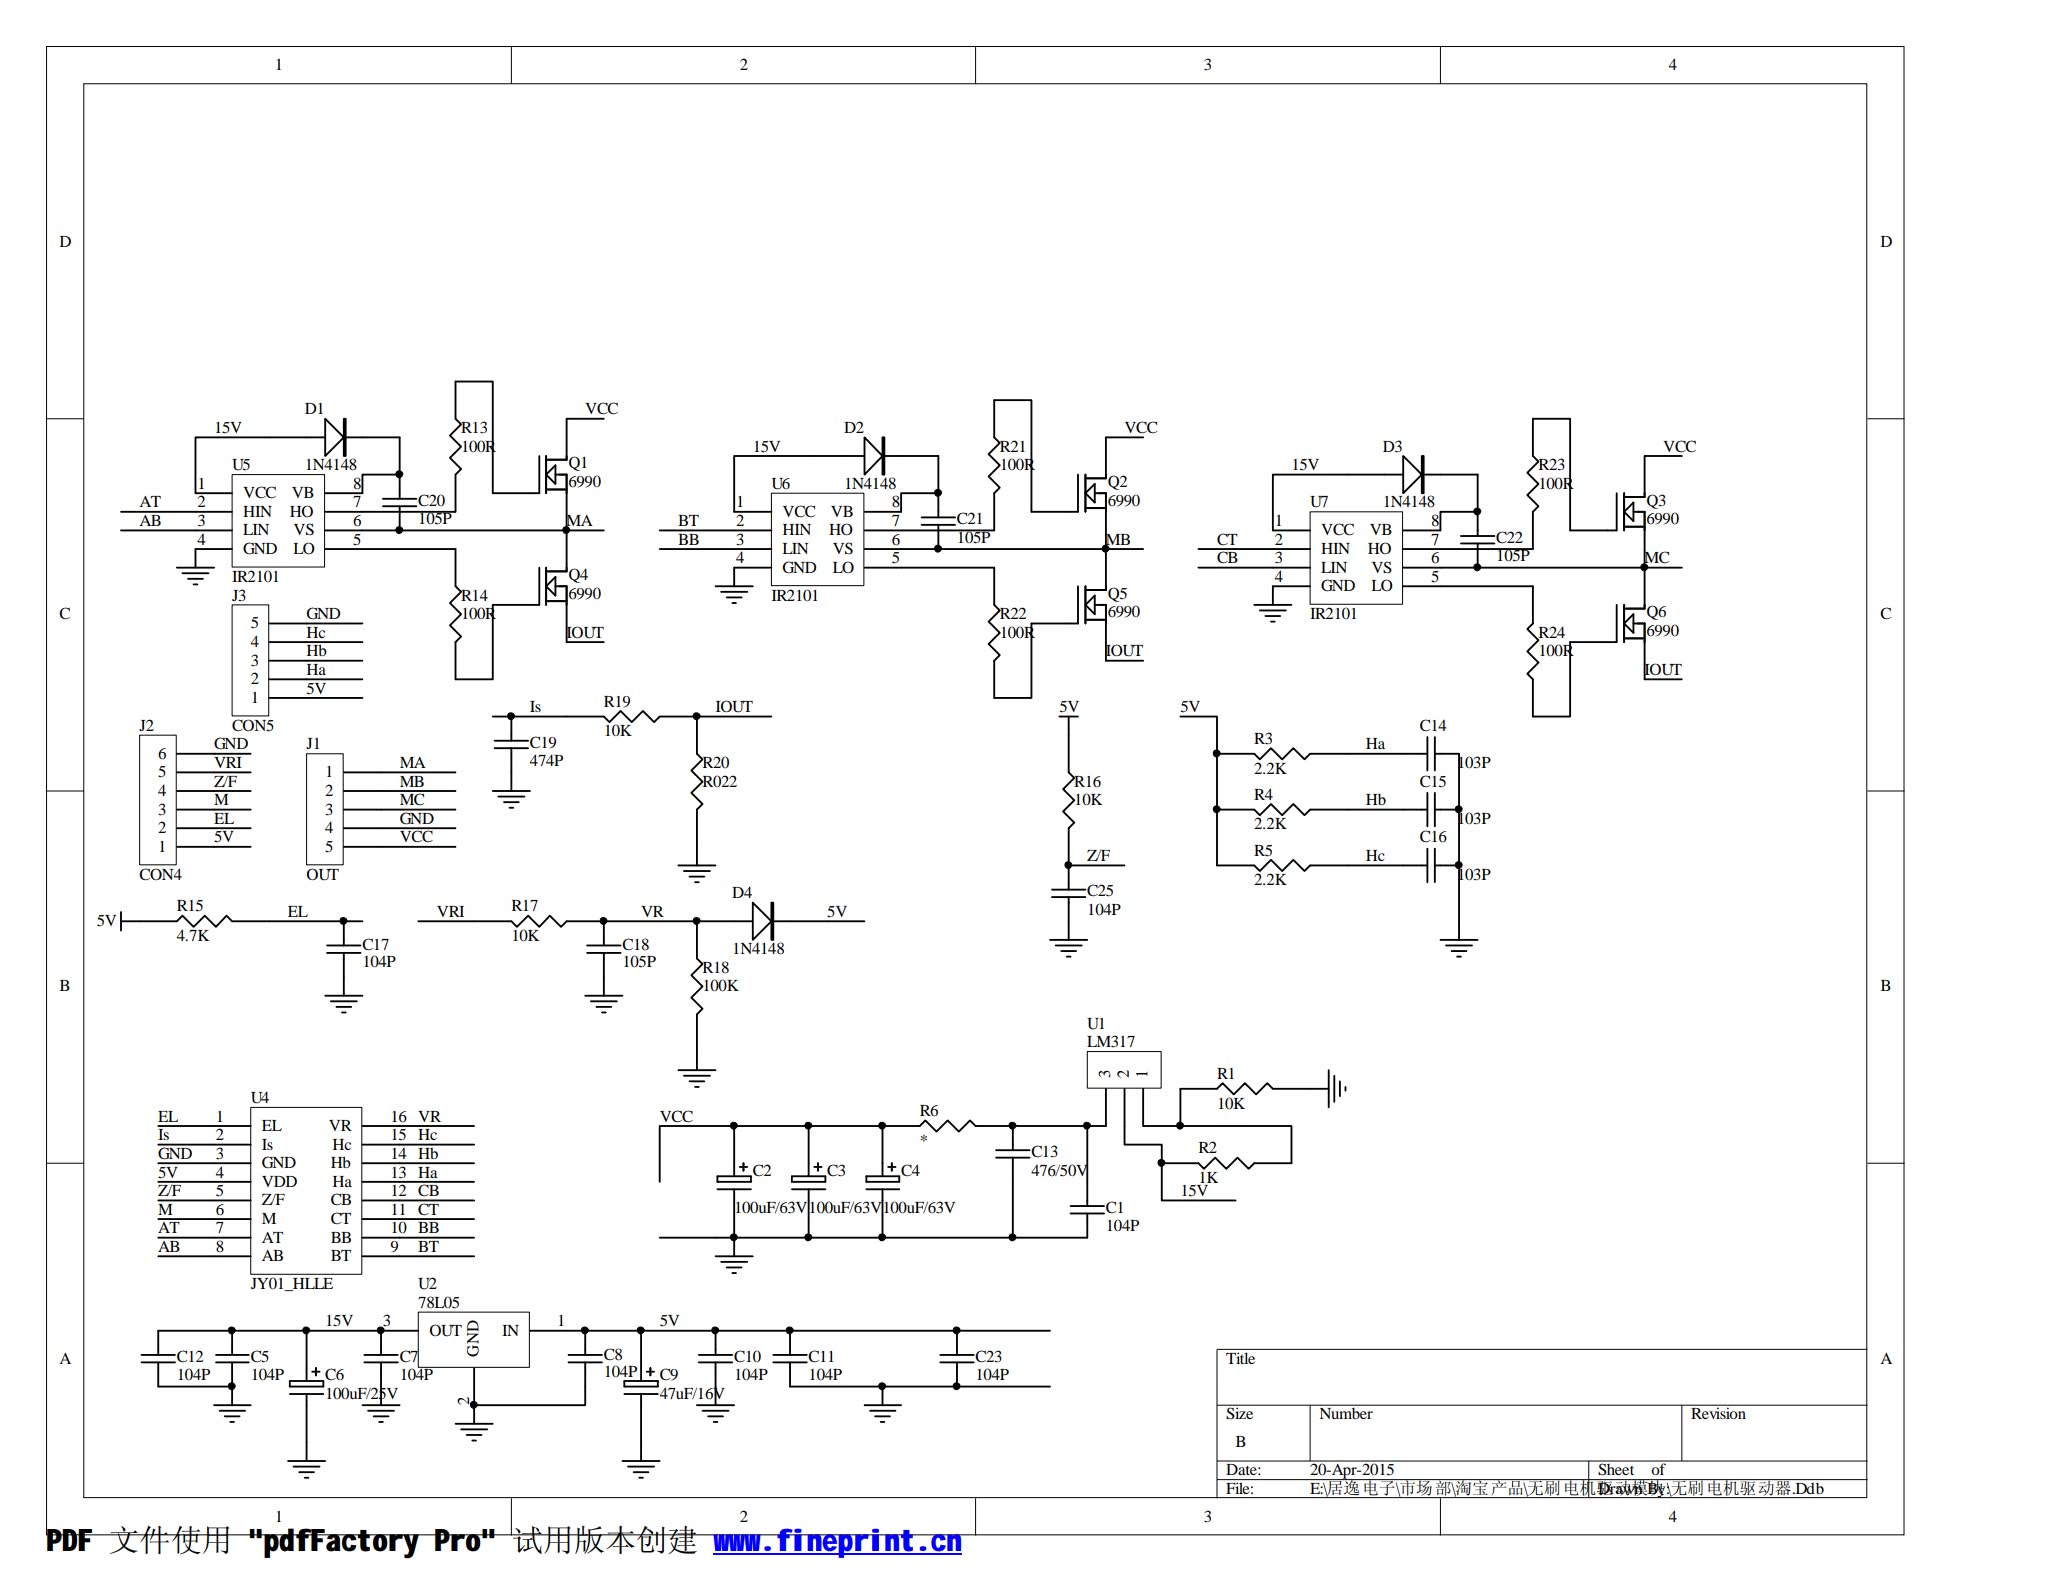 1 2 3 4
D D
C C
B B
A A
D1
15V
1N4148
U5
1 VCC VB 8
AT 2 HIN HO 7
AB 3 LIN VS 6
4 GND LO 5
IR2101
C20
105P
R13
100R
VCC
Q1
6990
MA
Q4
6990
R14
100R
IOUT
D2
15V
1N4148
U6
1 VCC VB 8
BT 2 HIN HO 7
BB 3 LIN VS 6
4 GND LO 5
IR2101
C21
105P
R21
100R
VCC
Q2
6990
MB
Q5
6990
R22
100R
IOUT
D3
15V
1N4148
U7
1 VCC VB 8
CT 2 HIN HO 7
CB 3 LIN VS 6
4 GND LO 5
IR2101
C22
105P
R23
100R
VCC
Q3
6990
MC
Q6
6990
R24
100R
IOUT
J3
5 GND
4 Hc
3 Hb
2 Ha
1 5V
CON5
J2
6 GND
5 VRI
4 Z/F
3 M
2 EL
1 5V
CON4
J1
1 MA
2 MB
3 MC
4 GND
5 VCC
OUT
Is R19 IOUT
10K
C19
474P
R20
R022
5V
R16
10K
Z/F
C25
104P
5V
R3 Ha C14
2.2K 103P
R4 Hb C15
2.2K 103P
R5 Hc C16
2.2K 103P
5V R15 EL
4.7K
C17
104P
VRI R17 VR D4 5V
10K
1N4148
C18
105P
R18
100K
U1
LM317
3 2 1
R1
10K
R2
1K
15V
VCC
R6
*
C2
100uF/63V
C3
100uF/63V
C4
100uF/63V
C13
476/50V
C1
104P
U4
EL 1 EL VR 16 VR
Is 2 Is Hc 15 Hc
GND 3 GND Hb 14 Hb
5V 4 VDD Ha 13 Ha
Z/F 5 Z/F CB 12 CB
M 6 M CT 11 CT
AT 7 AT BB 10 BB
AB 8 AB BT 9 BT
JY01_HLLE
U2
78L05
15V 3 OUT GND IN 1 5V
2
C12
104P
C5
104P
C6
100uF/25V
C7
104P
C8
104P
C9
47uF/16V
C10
104P
C11
104P
C23
104P
Title
Size Number Revision
B
Date: 20-Apr-2015 Sheet of
File: E:\居逸电子\市场部\淘宝产品\无刷电机驱动模块\无刷电机驱动器.Ddb
Drawn By:
1 2 3 4
PDF 文件使用 "pdfFactory Pro" 试用版本创建 www.fineprint.cn